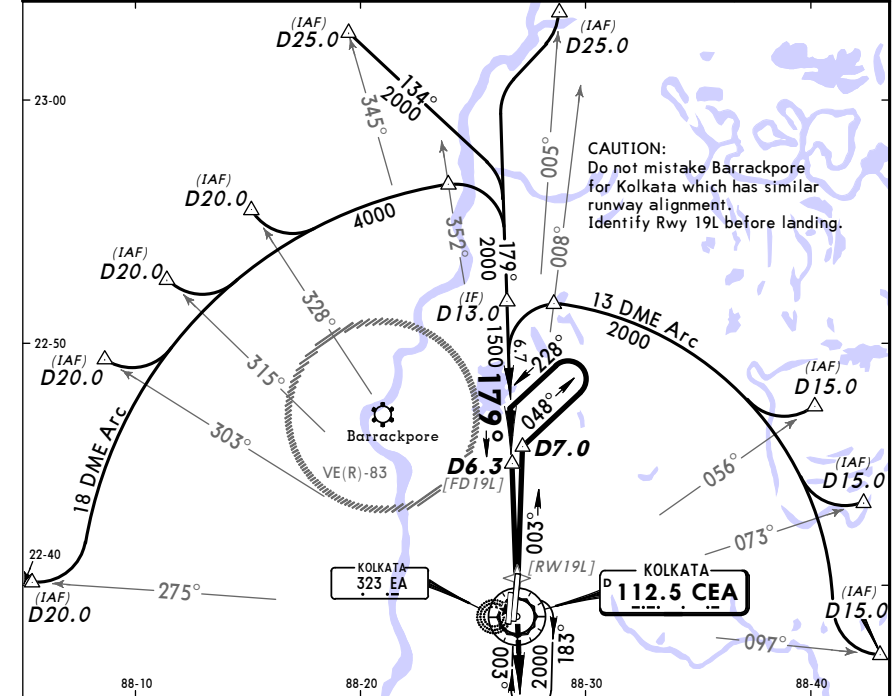 (IAF)
D25.0
(IAF)
D25.0
23-00
134°
2000
345°
005°
CAUTION:
Do not mistake Barrackpore
for Kolkata which has similar
runway alignment.
Identify Rwy 19L before landing.
(IAF)
D20.0
4000
352°
179°
2000
008°
(IAF)
D20.0
328°
(IF)
D13.0
13 DME Arc
2000
22-50
1500
6.7
228°
(IAF)
D20.0
315°
179°
048°
(IAF)
D15.0
303°
Barrackpore
D7.0
D6.3
[FD19L]
VE(R)-83
056°
(IAF)
D15.0
18 DME Arc
003°
073°
22-40
[RW19L]
KOLKATA
323 EA
KOLKATA
D
112.5 CEA
(IAF)
D20.0
275°
(IAF)
D15.0
003°
2000
183°
097°
88-10
88-20
88-30
88-40